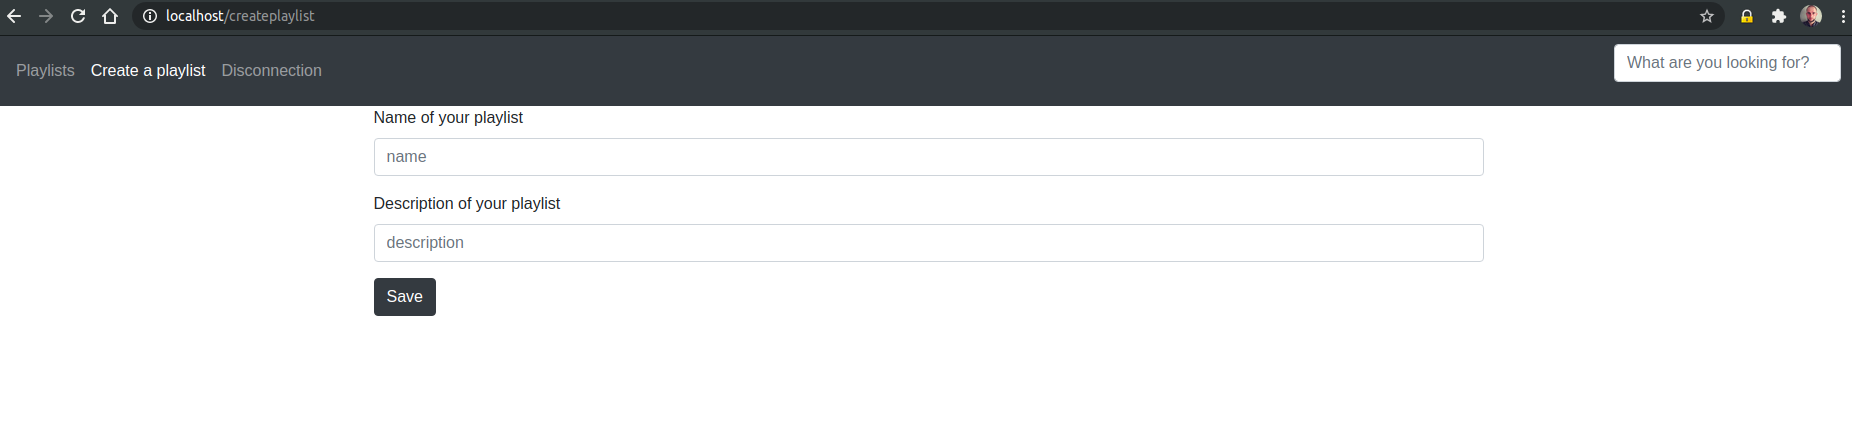 localhost/createplaylist
Playlists Create a playlist Disconnection What are you looking for?
Name of your playlist
name
Description of your playlist
description
Save